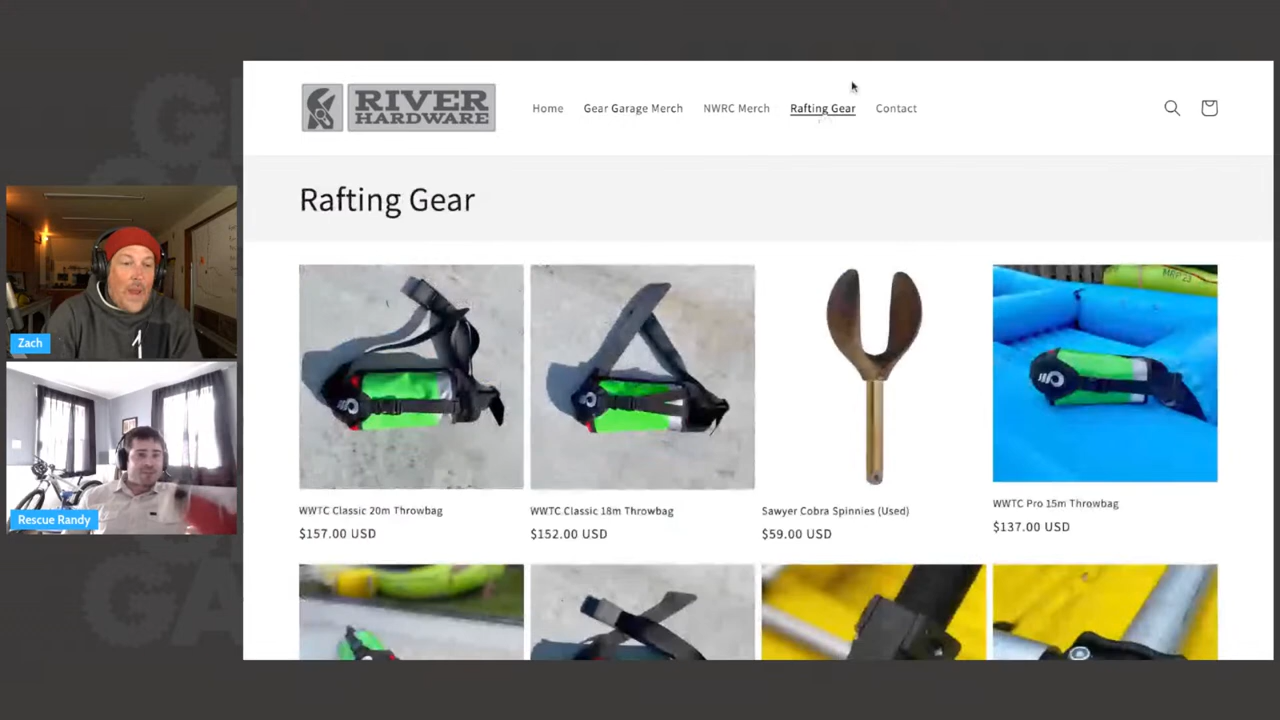 RIVER
HARDWARE
Home
Gear Garage Merch
NWRC Merch
Rafting Gear
Contact
Rafting Gear
Zach
Rescue Randy
MRP 23
WWTC Classic 20m Throwbag
$157.00 USD
WWTC Classic 18m Throwbag
$152.00 USD
Sawyer Cobra Spinnies (Used)
$59.00 USD
WWTC Pro 15m Throwbag
$137.00 USD